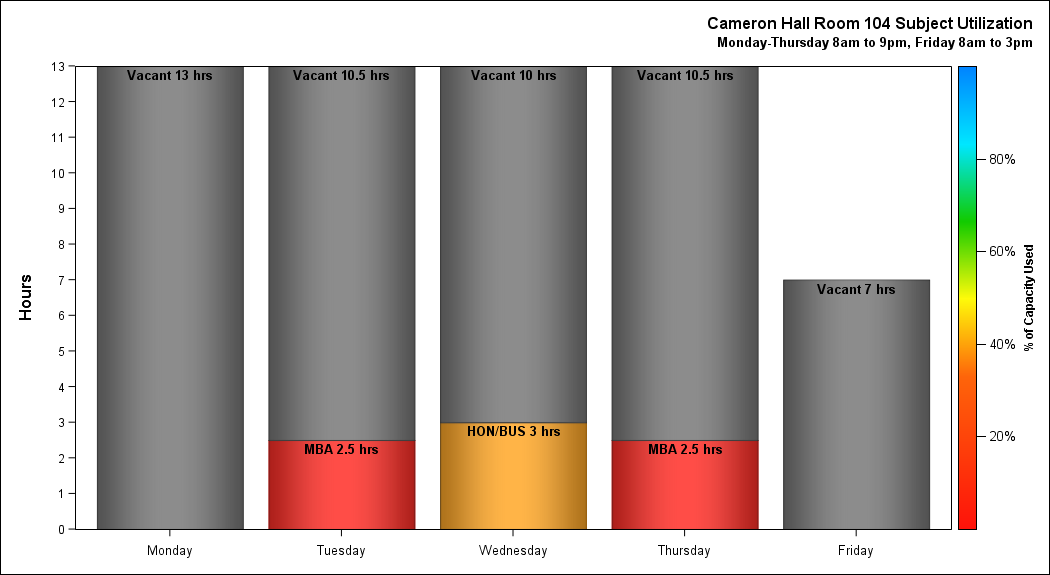 Cameron Hall Room 104 Subject Utilization
Monday-Thursday 8am to 9pm, Friday 8am to 3pm
Hours
13
12
11
10
9
8
7
6
5
4
3
2
1
0
Vacant 13 hrs
Vacant 10.5 hrs
Vacant 10 hrs
Vacant 10.5 hrs
Vacant 7 hrs
MBA 2.5 hrs
HON/BUS 3 hrs
MBA 2.5 hrs
Monday
Tuesday
Wednesday
Thursday
Friday
80%
60%
40%
20%
% of Capacity Used